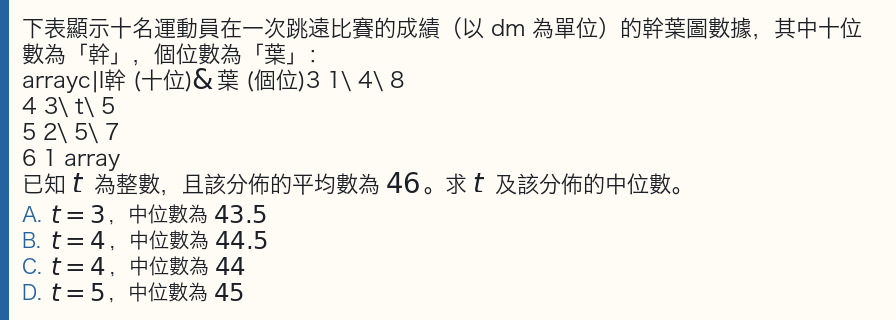 下表顯示十名運動員在一次跳遠比賽的成績（以 dm 為單位）的幹葉圖數據，其中十位
數為「幹」，個位數為「葉」：
arrayc|l幹 (十位)& 葉 (個位)3 1\ 4\ 8
4 3\ t\ 5
5 2\ 5\ 7
6 1 array
已知 t 為整數，且該分佈的平均數為 46。求 t 及該分佈的中位數。
A. t = 3，中位數為 43.5
B. t = 4，中位數為 44.5
C. t = 4，中位數為 44
D. t = 5，中位數為 45